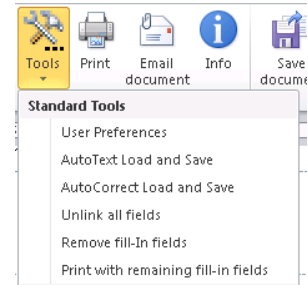 Tools Print Email document Info Save docume
Standard Tools
User Preferences
AutoText Load and Save
AutoCorrect Load and Save
Unlink all fields
Remove fill-In fields
Print with remaining fill-in fields